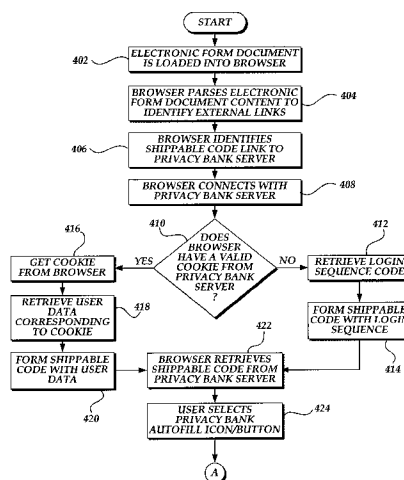 START
402
ELECTRONIC FORM DOCUMENT
IS LOADED INTO BROWSER
BROWSER PARSES ELECTRONIC
FORM DOCUMENT CONTENT TO
IDENTIFY EXTERNAL LINKS
404
406
BROWSER IDENTIFIES
SHIPPABLE CODE LINK TO
PRIVACY BANK SERVER
BROWSER CONNECTS WITH
PRIVACY BANK SERVER
408
410
DOES
BROWSER
HAVE A VALID
COOKIE FROM
PRIVACY BANK
SERVER
?
YES
NO
416
GET COOKIE
FROM BROWSER
RETRIEVE USER
DATA
CORRESPONDING
TO COOKIE
418
FORM SHIPPABLE
CODE WITH USER
DATA
420
412
RETRIEVE LOGIN
SEQUENCE CODE
FORM SHIPPABLE
CODE WITH LOGIN
SEQUENCE
414
422
BROWSER RETRIEVES
SHIPPABLE CODE FROM
PRIVACY BANK SERVER
USER SELECTS
PRIVACY BANK
AUTOFILL ICON/BUTTON
424
A